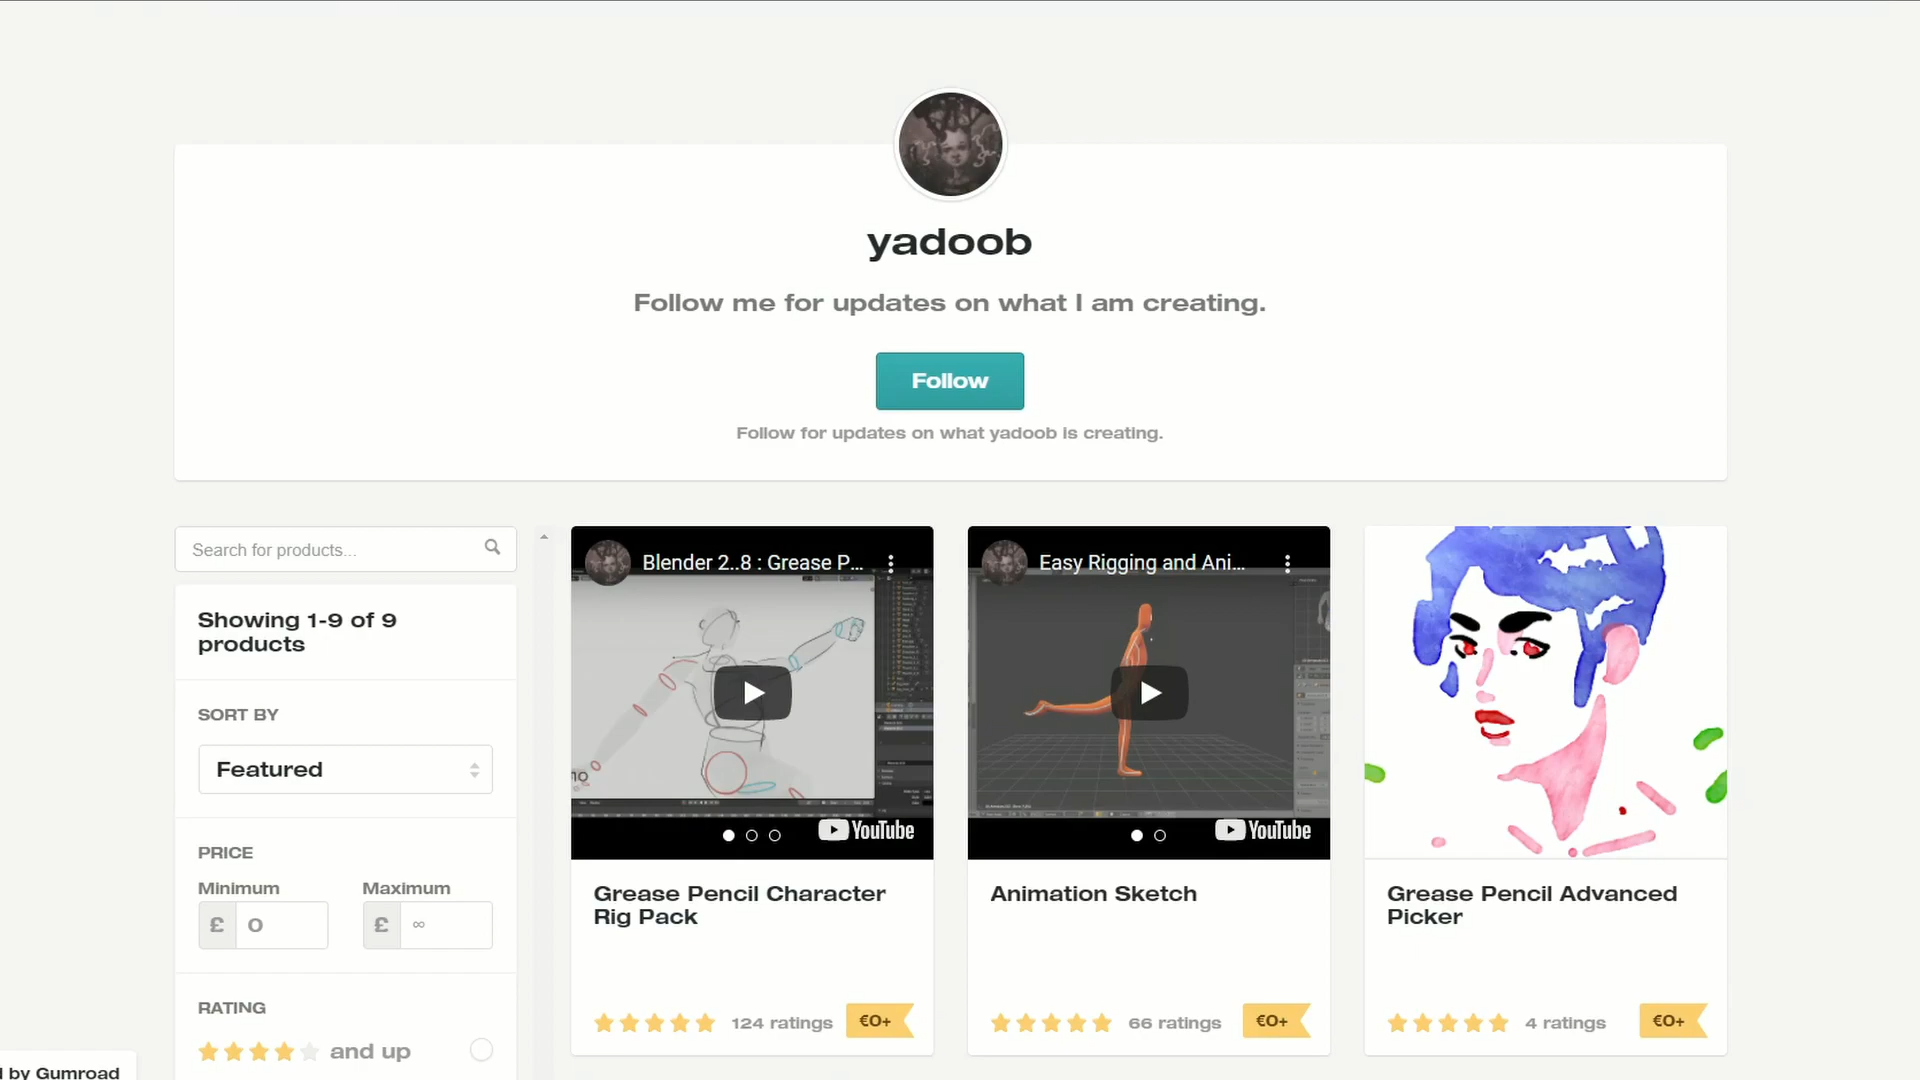 yadoob
Follow me for updates on what I am creating.
Follow
Follow for updates on what yadoob is creating.
Search for products...
Showing 1-9 of 9
products
SORT BY
Featured
PRICE
Minimum
Maximum
£ 0
£ ∞
RATING
and up
d by Gumroad
Blender 2..8 : Grease P...
YouTube
Grease Pencil Character
Rig Pack
124 ratings
€0+
Easy Rigging and Ani...
YouTube
Animation Sketch
66 ratings
€0+
Grease Pencil Advanced
Picker
4 ratings
€0+